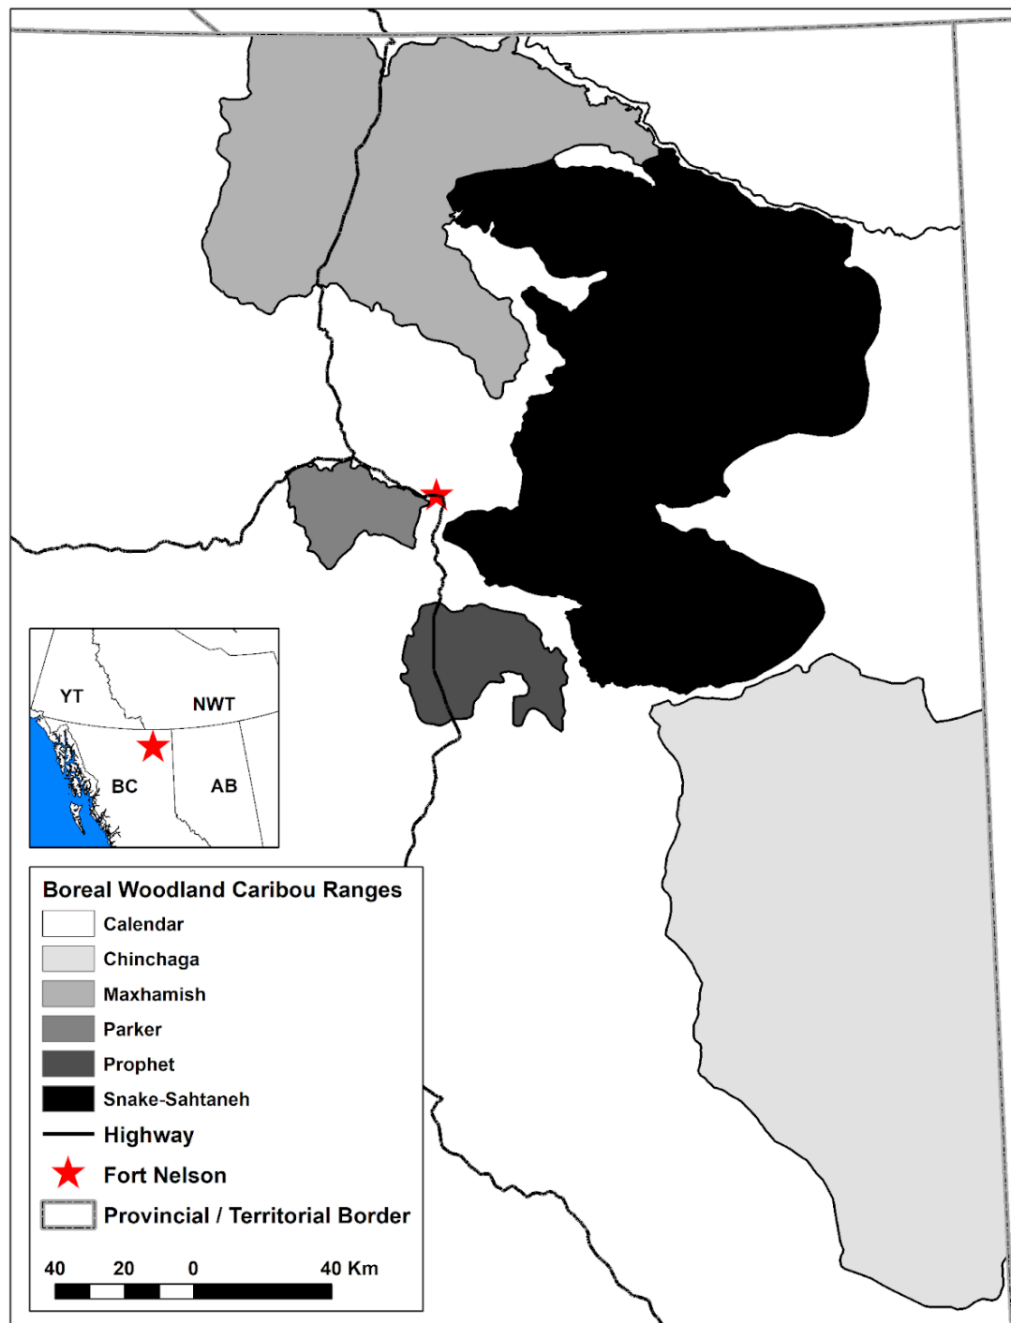 YT
NWT
BC
AB
Boreal Woodland Caribou Ranges
Calendar
Chinchaga
Maxhamish
Parker
Prophet
Snake-Sahtaneh
Highway
Fort Nelson
Provincial / Territorial Border
40 20 0 40 Km